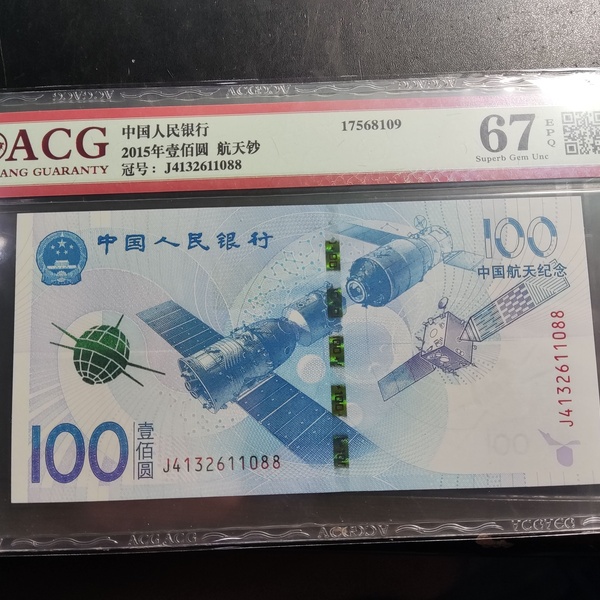 ACG
ANG GUARANTY
中国人民银行
2015年壹佰圆 航天钞
冠号: J4132611088
17568109
67
EPQ
Superb Gem Unc
中国人民银行
100
中国航天纪念
J4132611088
100
壹佰圆
J4132611088
ACG ACG